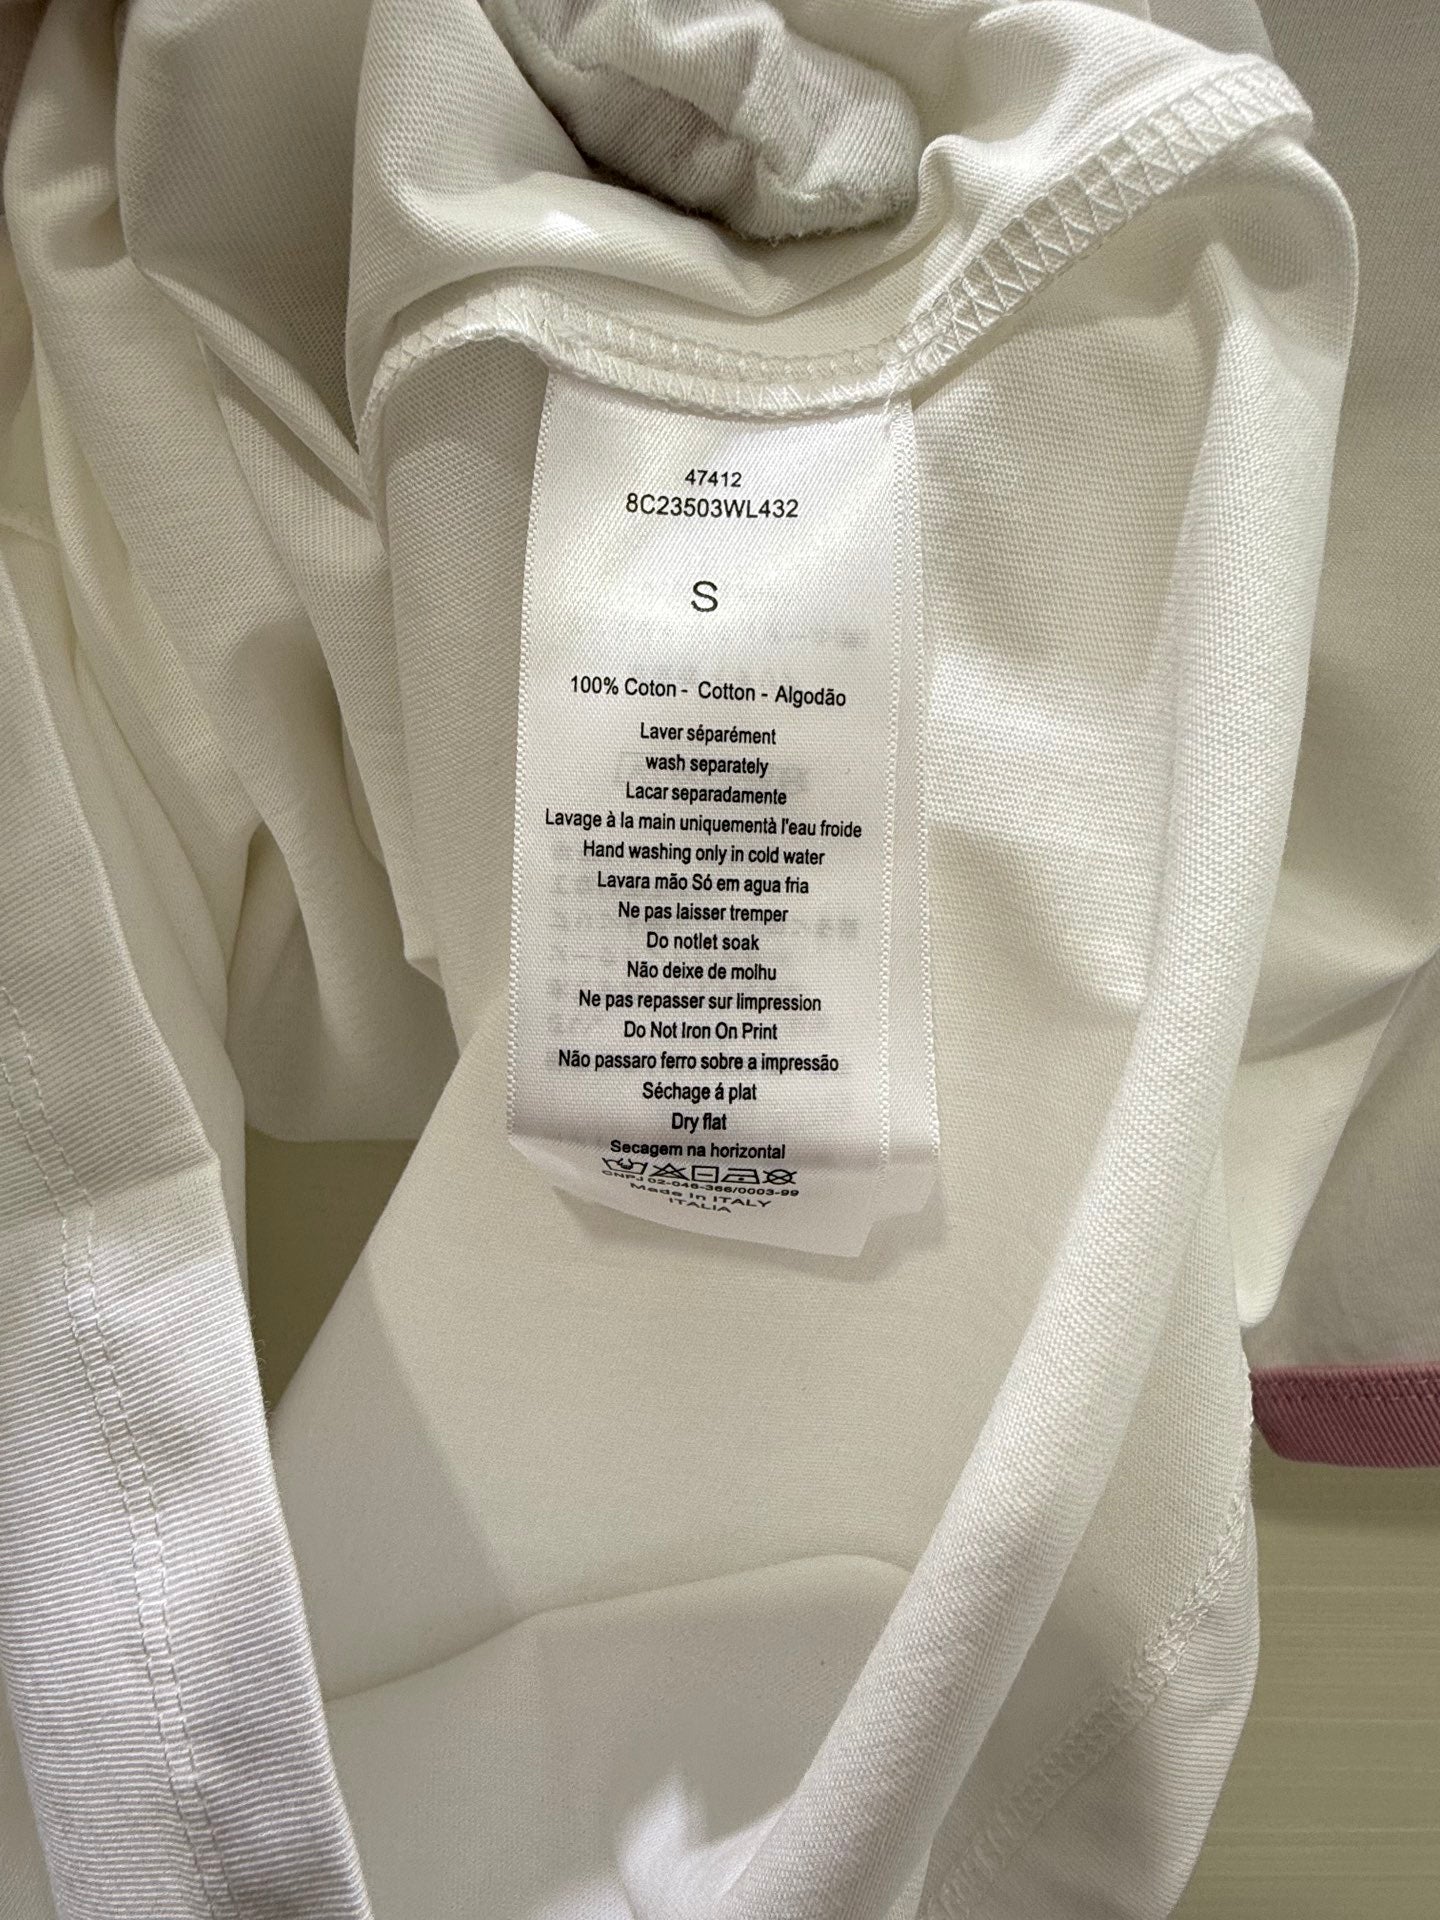 47412
8C23503WL432
S
100% Coton - Cotton - Algodão
Laver séparément
wash separately
Lacar separadamente
Lavage à la main uniquementà l'eau froide
Hand washing only in cold water
Lavara mão Só em agua fria
Ne pas laisser tremper
Do notlet soak
Não deixe de molhu
Ne pas repasser sur limpression
Do Not Iron On Print
Não passaro ferro sobre a impressão
Séchage á plat
Dry flat
Secagem na horizontal
CNPJ 02-046-366/0003-99
Made in ITALY
ITALIA